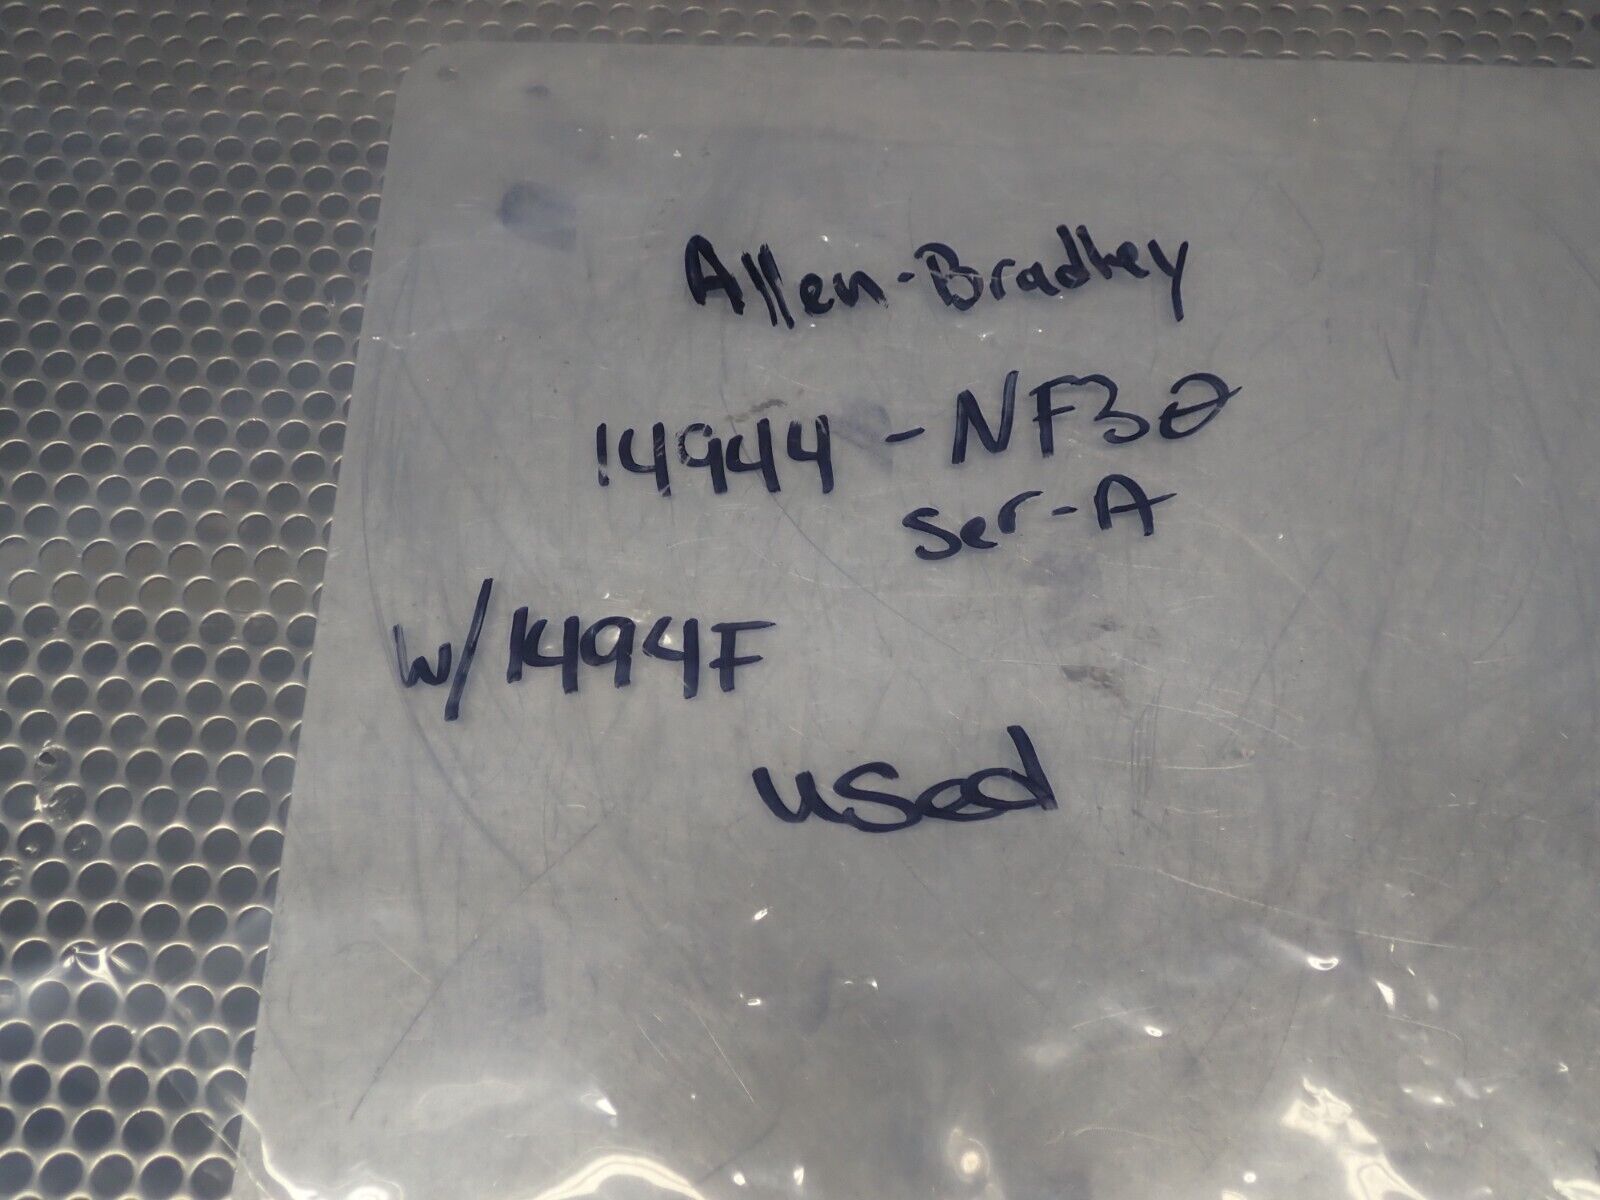 Allen-Bradley
14944-NF30
Ser-A
w/1494F
used